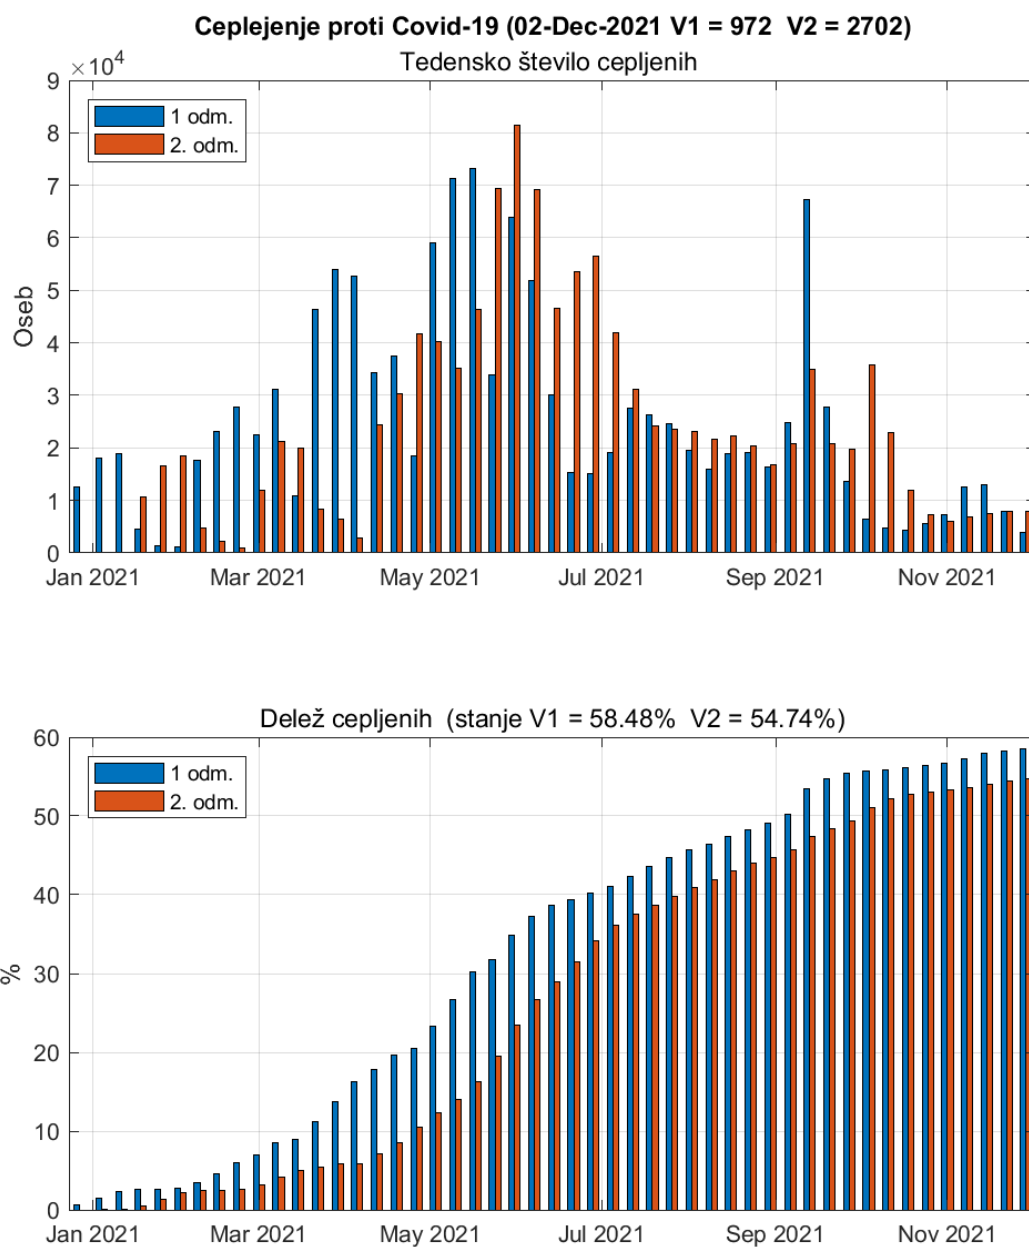 Ceplejenje proti Covid-19 (02-Dec-2021 V1 = 972  V2 = 2702)
Tedensko število cepljenih
×10⁴
9
8
7
6
5
4
3
2
1
0
Oseb
1 odm.
2. odm.
Jan 2021 Mar 2021 May 2021 Jul 2021 Sep 2021 Nov 2021
Delež cepljenih  (stanje V1 = 58.48%  V2 = 54.74%)
60
50
40
30
20
10
0
%
1 odm.
2. odm.
Jan 2021 Mar 2021 May 2021 Jul 2021 Sep 2021 Nov 2021